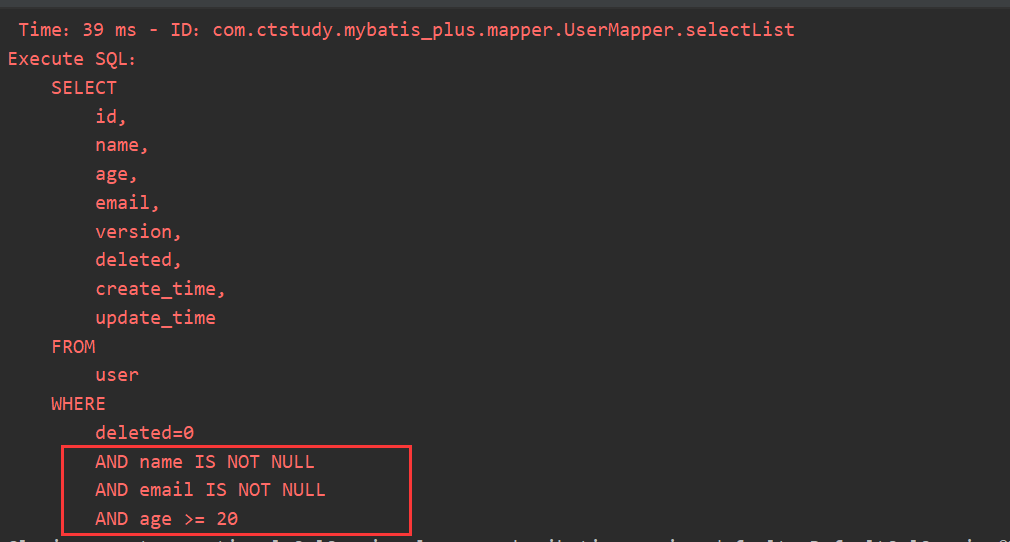 Time: 39 ms - ID: com.ctstudy.mybatis_plus.mapper.UserMapper.selectList
Execute SQL:
SELECT
id,
name,
age,
email,
version,
deleted,
create_time,
update_time
FROM
user
WHERE
deleted=0
AND name IS NOT NULL
AND email IS NOT NULL
AND age >= 20